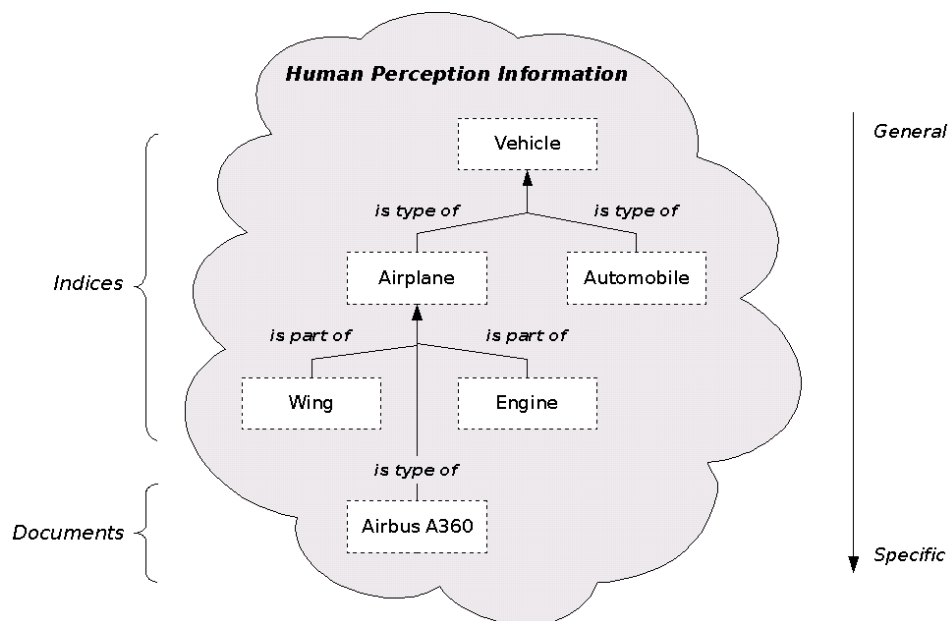 Human Perception Information
Vehicle
General
is type of
is type of
Airplane
Automobile
Indices
is part of
is part of
Wing
Engine
is type of
Airbus A360
Documents
Specific